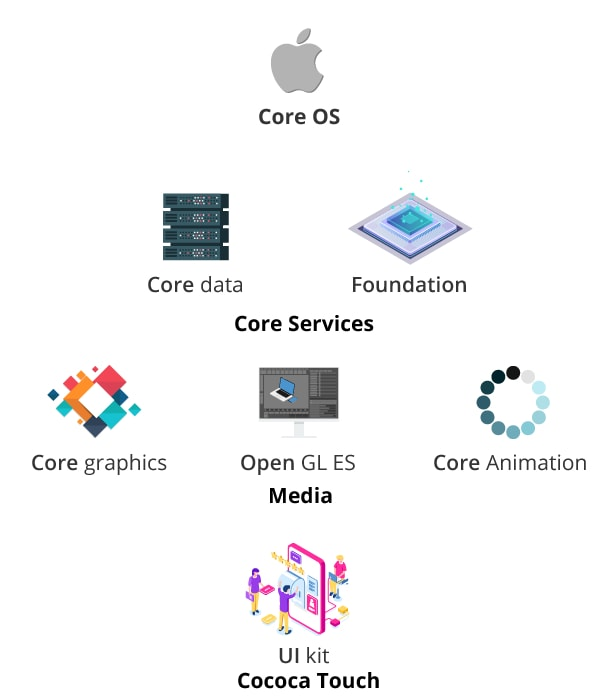 Core OS
Core data
Foundation
Core Services
Core graphics
Open GL ES
Core Animation
Media
UI kit
Cococa Touch